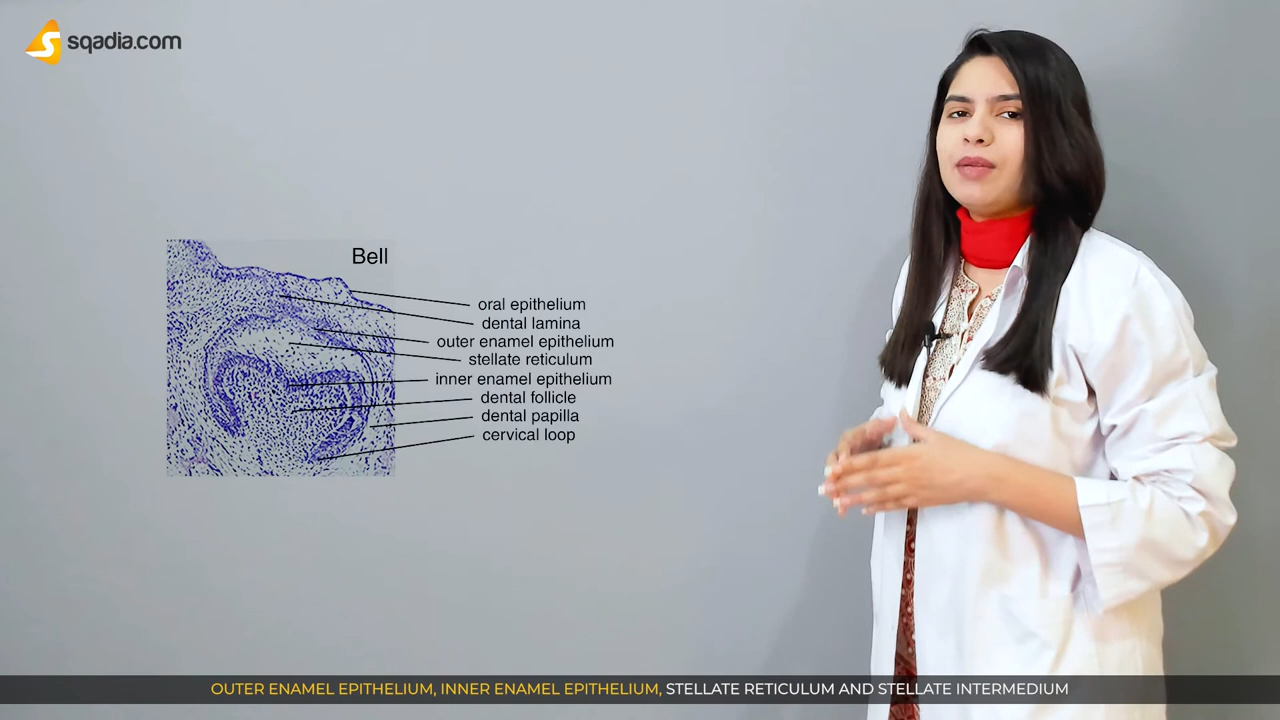 sqadia.com
Bell
oral epithelium
dental lamina
outer enamel epithelium
stellate reticulum
inner enamel epithelium
dental follicle
dental papilla
cervical loop
OUTER ENAMEL EPITHELIUM, INNER ENAMEL EPITHELIUM, STELLATE RETICULUM AND STELLATE INTERMEDIUM